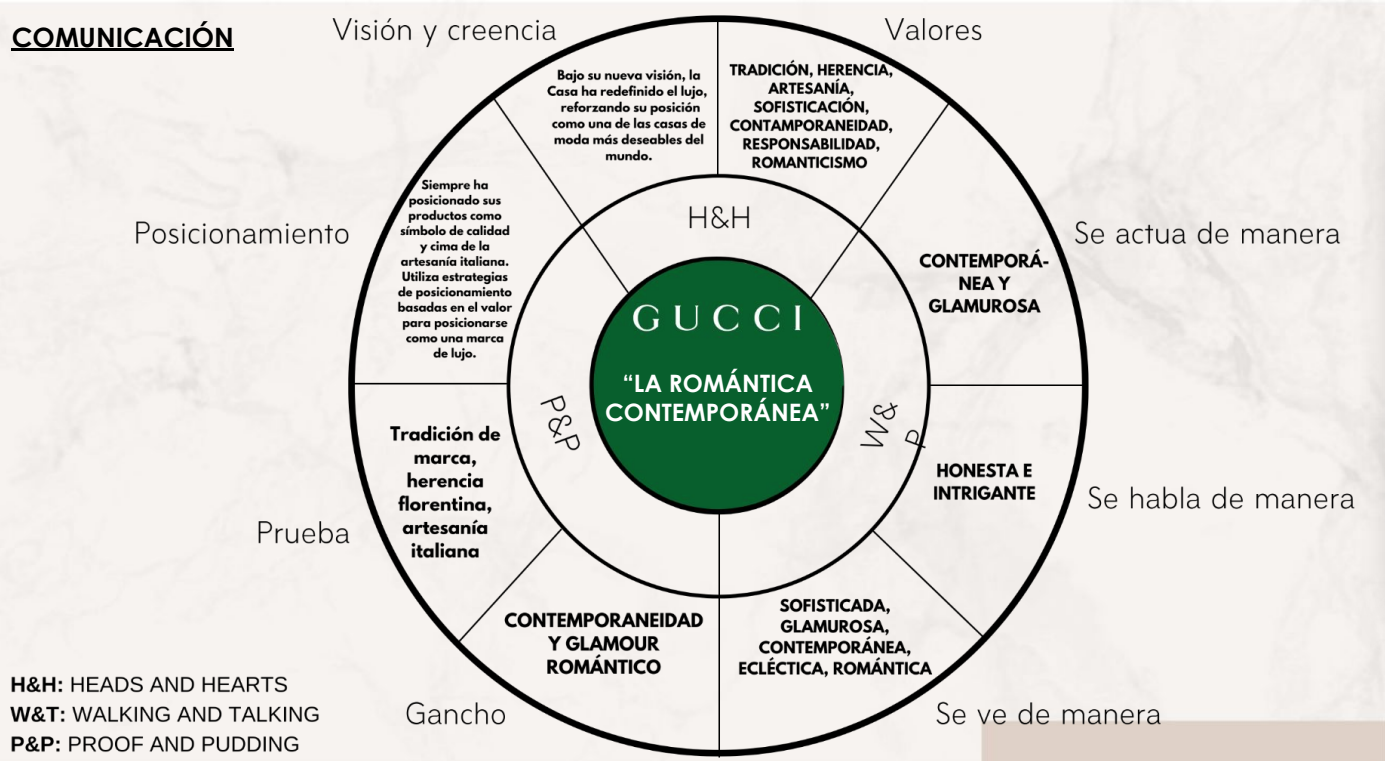 COMUNICACIÓN
Visión y creencia
Valores
Bajo su nueva visión, la
Casa ha redefinido el lujo,
reforzando su posición
como una de las casas de
moda más deseables del
mundo.
TRADICIÓN, HERENCIA,
ARTESANÍA,
SOFISTICACIÓN,
CONTAMPORANEIDAD,
RESPONSABILIDAD,
ROMANTICISMO
Posicionamiento
Siempre ha
posicionado sus
productos como
símbolo de calidad
y cima de la
artesanía italiana.
Utiliza estrategias
de posicionamiento
basadas en el valor
para posicionarse
como una marca
de lujo.
H&H
Se actua de manera
CONTEMPORÁ-
NEA Y
GLAMUROSA
GUCCI
“LA ROMÁNTICA
CONTEMPORÁNEA”
P&P
W&
P
Prueba
Tradición de
marca,
herencia
florentina,
artesanía
italiana
HONESTA E
INTRIGANTE
Se habla de manera
CONTEMPORANEIDAD
Y GLAMOUR
ROMÁNTICO
SOFISTICADA,
GLAMUROSA,
CONTEMPORÁNEA,
ECLÉCTICA, ROMÁNTICA
Gancho
Se ve de manera
H&H: HEADS AND HEARTS
W&T: WALKING AND TALKING
P&P: PROOF AND PUDDING